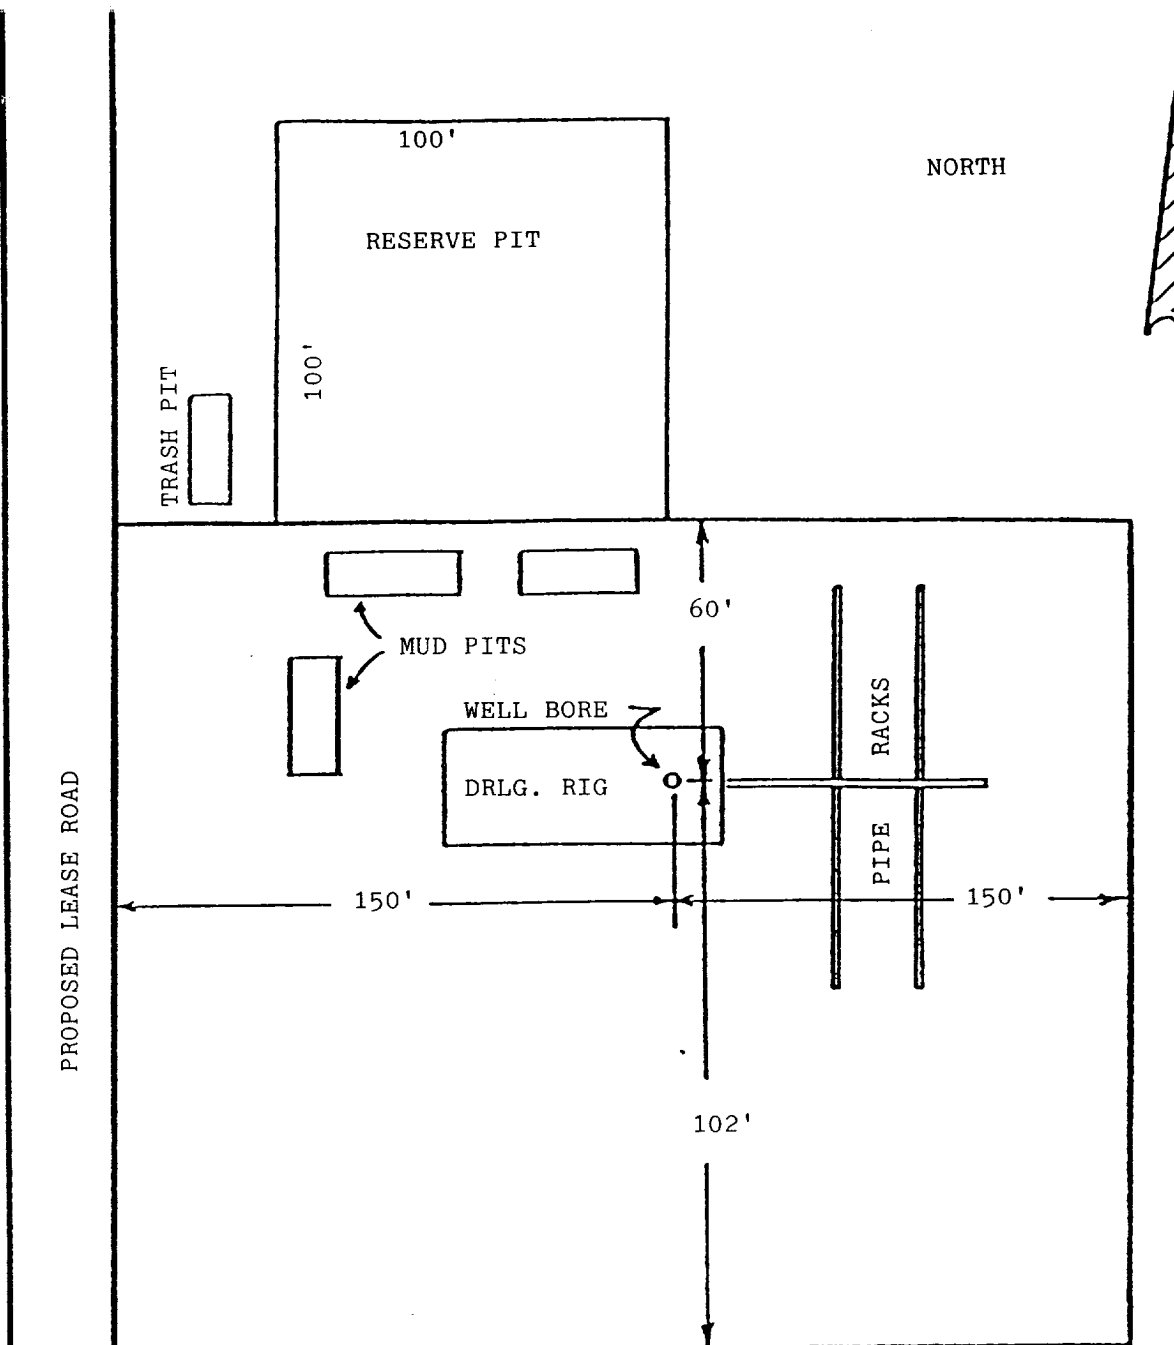 100'
NORTH
RESERVE PIT
100'
TRASH PIT
60'
MUD PITS
WELL BORE
DRLG. RIG
PIPE RACKS
PROPOSED LEASE ROAD
150'
150'
102'